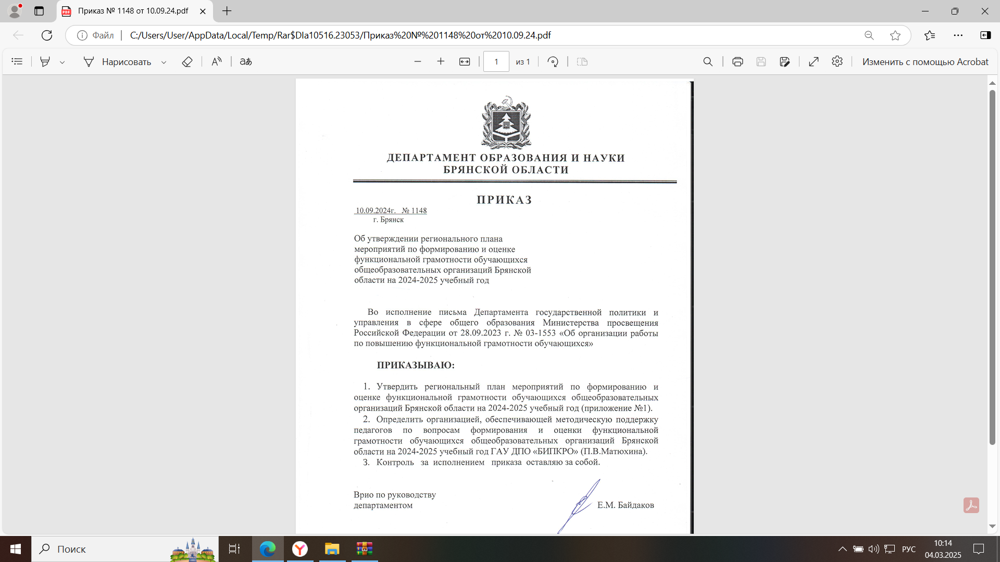 Приказ № 1148 от 10.09.24.pdf
Файл
C:/Users/User/AppData/Local/Temp/Rar$DIa10516.23053/Приказ%20№%201148%20от%2010.09.24.pdf
Нарисовать
аあ
1
из 1
Изменить с помощью Acrobat
ДЕПАРТАМЕНТ ОБРАЗОВАНИЯ И НАУКИ
БРЯНСКОЙ ОБЛАСТИ
ПРИКАЗ
10.09.2024г. № 1148
г. Брянск
Об утверждении регионального плана
мероприятий по формированию и оценке
функциональной грамотности обучающихся
общеобразовательных организаций Брянской
области на 2024-2025 учебный год
Во исполнение письма Департамента государственной политики и
управления в сфере общего образования Министерства просвещения
Российской Федерации от 28.09.2023 г. № 03-1553 «Об организации работы
по повышению функциональной грамотности обучающихся»
ПРИКАЗЫВАЮ:
1. Утвердить региональный план мероприятий по формированию и
оценке функциональной грамотности обучающихся общеобразовательных
организаций Брянской области на 2024-2025 учебный год (приложение №1).
2. Определить организацией, обеспечивающей методическую поддержку
педагогов по вопросам формирования и оценки функциональной
грамотности обучающихся общеобразовательных организаций Брянской
области на 2024-2025 учебный год ГАУ ДПО «БИПКРО» (П.В.Матюхина).
3. Контроль за исполнением приказа оставляю за собой.
Врио по руководству
департаментом
Е.М. Байдаков
Поиск
РУС
10:14
04.03.2025